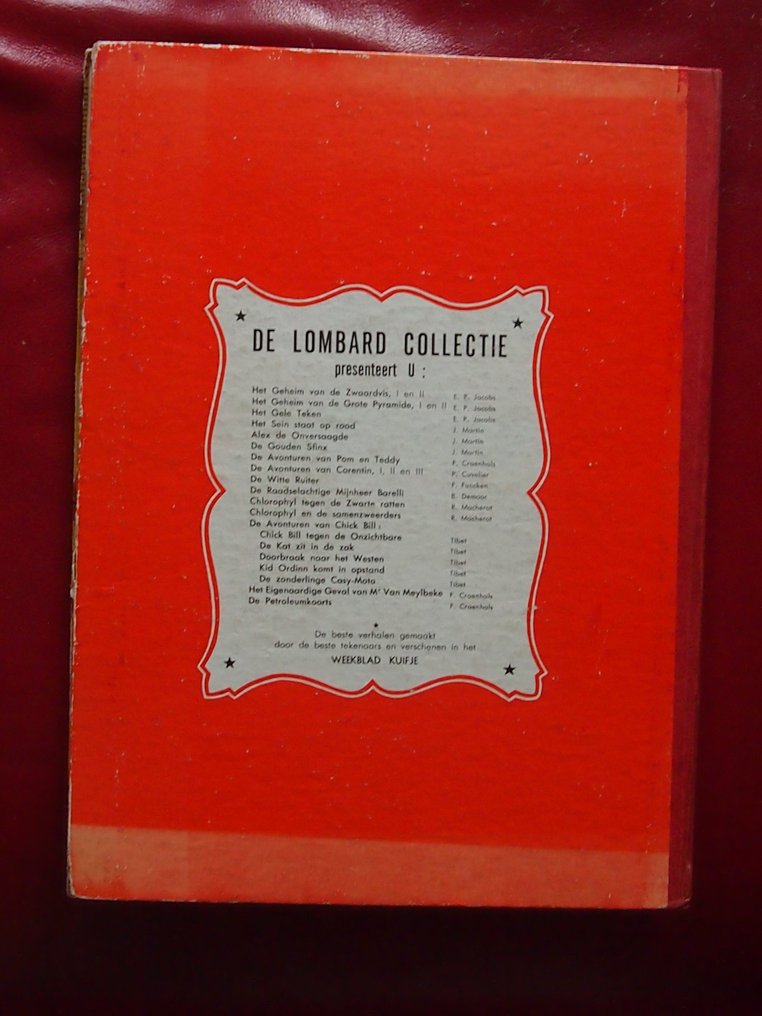 DE LOMBARD COLLECTIE
presenteert U :
Het Geheim van de Zwaardvis, I en II E. P. Jacobs
Het Geheim van de Grote Pyramide, I en II E. P. Jacobs
Het Gele Teken E. P. Jacobs
Het Sein staat op rood J. Martin
Alex de Onversaagde J. Martin
De Gouden Sfinx J. Martin
De Avonturen van Pom en Teddy F. Craenhals
De Avonturen van Corentin, I, II en III P. Cuvelier
De Witte Ruiter F. Funcken
De Raadselachtige Mijnheer Barelli B. Demoor
Chlorophyl tegen de Zwarte ratten R. Macherot
Chlorophyl en de samenzweerders R. Macherot
De Avonturen van Chick Bill :
Chick Bill tegen de Onzichtbare Tibet
De Kat zit in de zak Tibet
Doorbraak naar het Westen Tibet
Kid Ordinn komt in opstand Tibet
De zonderlinge Casy-Moto Tibet
Het Eigenaardige Geval van Mr Van Meylbeke F. Craenhals
De Petroleumkoorts F. Craenhals
De beste verhalen gemaakt
door de beste tekenaars en verschenen in het
WEEKBLAD KUIFJE